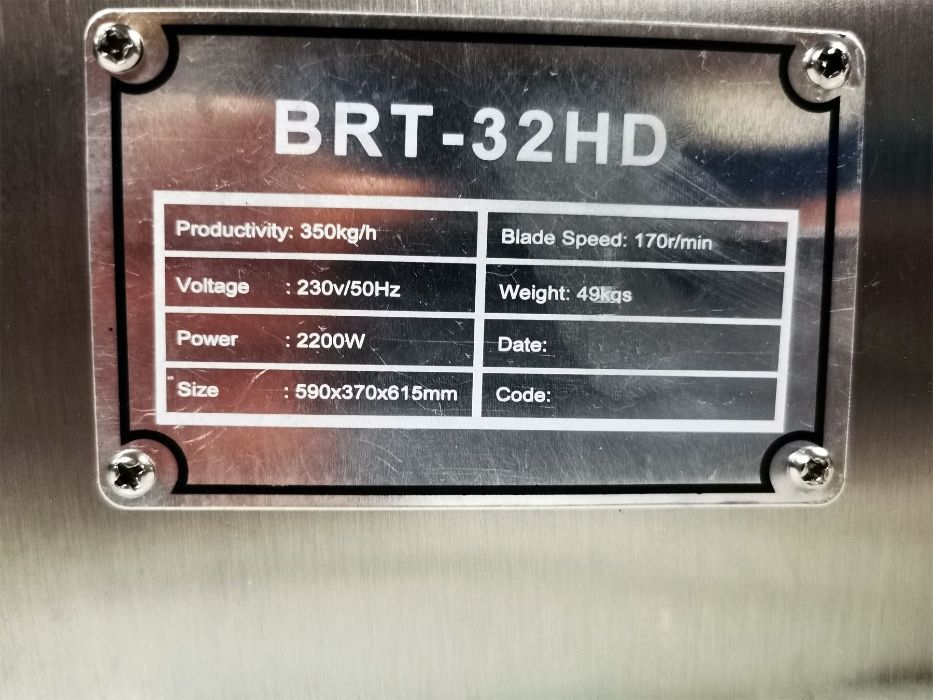 BRT-32HD
Productivity: 350kg/h
Blade Speed: 170r/min
Voltage : 230v/50Hz
Weight: 49kgs
Power : 2200W
Date:
Size : 590x370x615mm
Code: